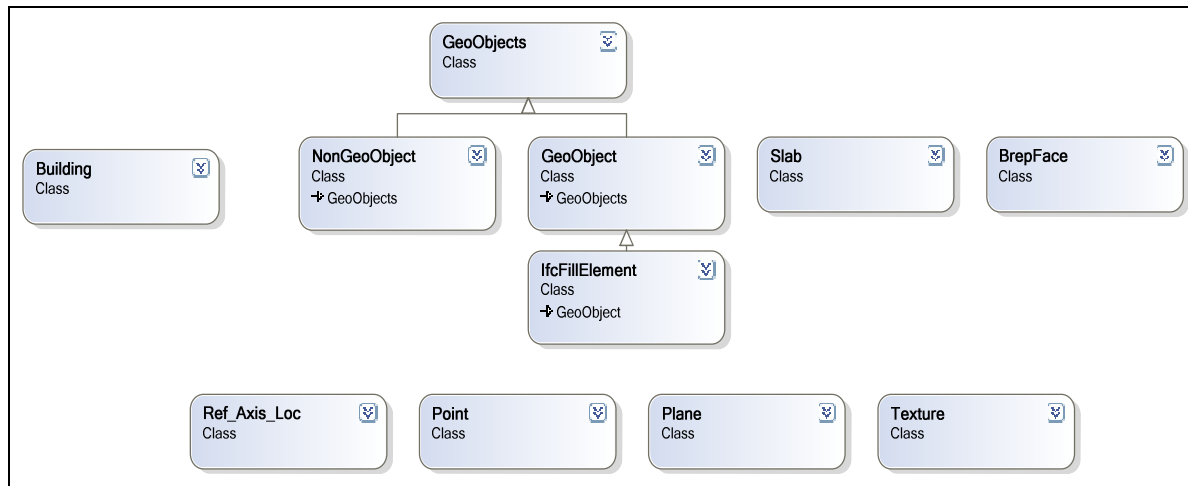 GeoObjects
Class
Building
Class
NonGeoObject
Class
GeoObjects
GeoObject
Class
GeoObjects
Slab
Class
BrepFace
Class
IfcFillElement
Class
GeoObject
Ref_Axis_Loc
Class
Point
Class
Plane
Class
Texture
Class